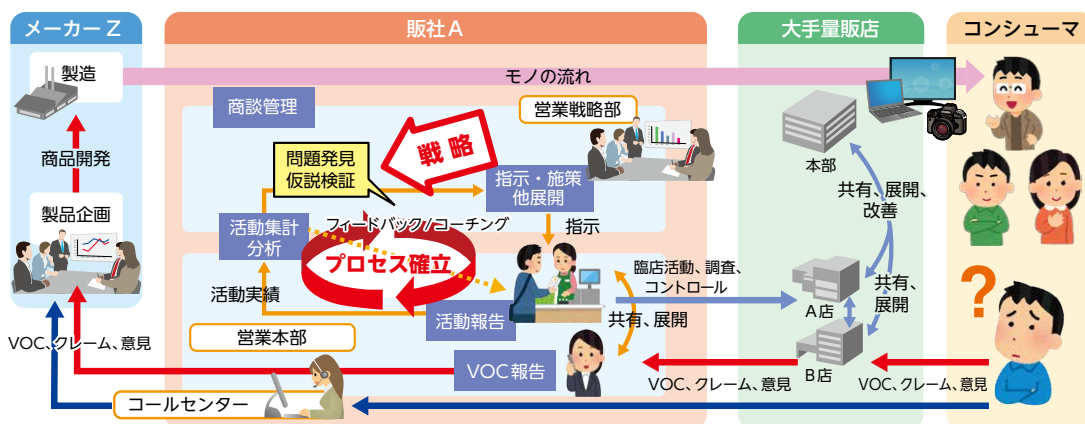 メーカーZ
販社A
大手量販店
コンシューマ
製造
モノの流れ
商談管理
営業戦略部
戦略
本部
商品開発
問題発見
仮説検証
指示・施策
他展開
共有、展開、
改善
製品企画
活動集計
分析
フィードバック/コーチング
指示
プロセス確立
臨店活動、調査、
コントロール
活動実績
活動報告
共有、展開
A店
共有、
展開
?
営業本部
VOC、クレーム、意見
VOC報告
B店
VOC、クレーム、意見
VOC、クレーム、意見
コールセンター